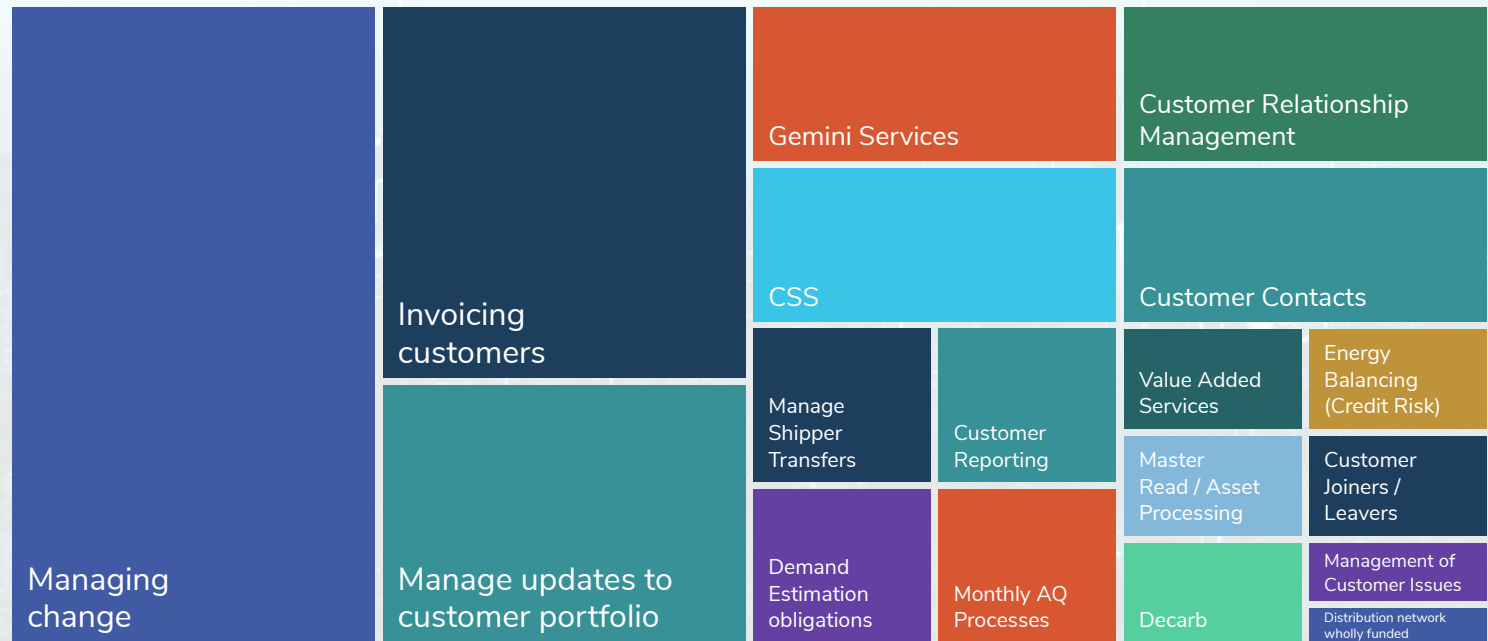 Managing
change
Invoicing
customers
Manage updates to
customer portfolio
Gemini Services
CSS
Manage
Shipper
Transfers
Customer
Reporting
Demand
Estimation
obligations
Monthly AQ
Processes
Customer Relationship
Management
Customer Contacts
Value Added
Services
Energy
Balancing
(Credit Risk)
Master
Read / Asset
Processing
Customer
Joiners /
Leavers
Decarb
Management of
Customer Issues
Distribution network
wholly funded